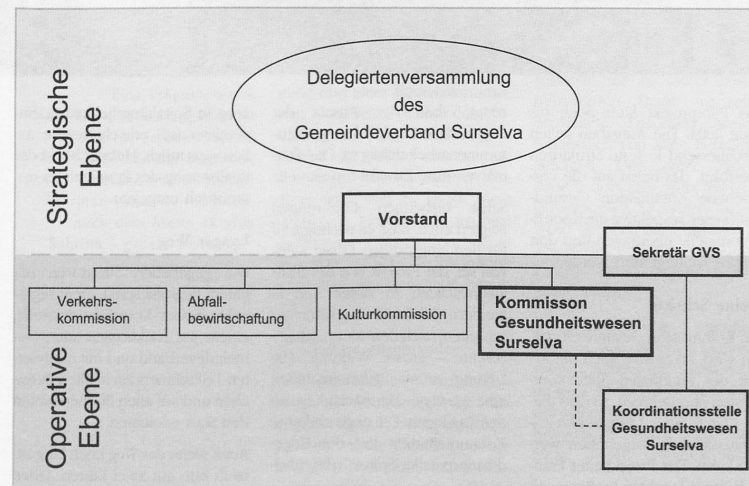 Strategische
Ebene
Delegiertenversammlung
des
Gemeindeverband Surselva
Vorstand
Sekretär GVS
Operative
Ebene
Verkehrs-
kommission
Abfall-
bewirtschaftung
Kulturkommission
Kommisson
Gesundheitswesen
Surselva
Koordinationsstelle
Gesundheitswesen
Surselva